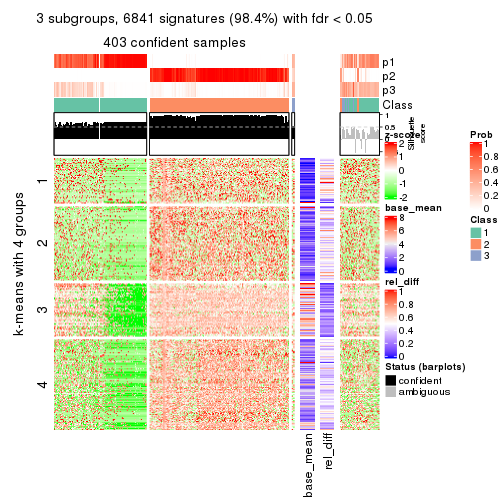 3 subgroups, 6841 signatures (98.4%) with fdr < 0.05
403 confident samples
p1
p2
p3
Class
1
0.5
0
Silhouette
score
k-means with 4 groups
1
2
3
4
base_mean
rel_diff
z-score
2
1
0
-1
-2
base_mean
8
6
4
2
0
rel_diff
1
0.8
0.6
0.4
0.2
0
Status (barplots)
confident
ambiguous
Prob
1
0.8
0.6
0.4
0.2
0
Class
1
2
3